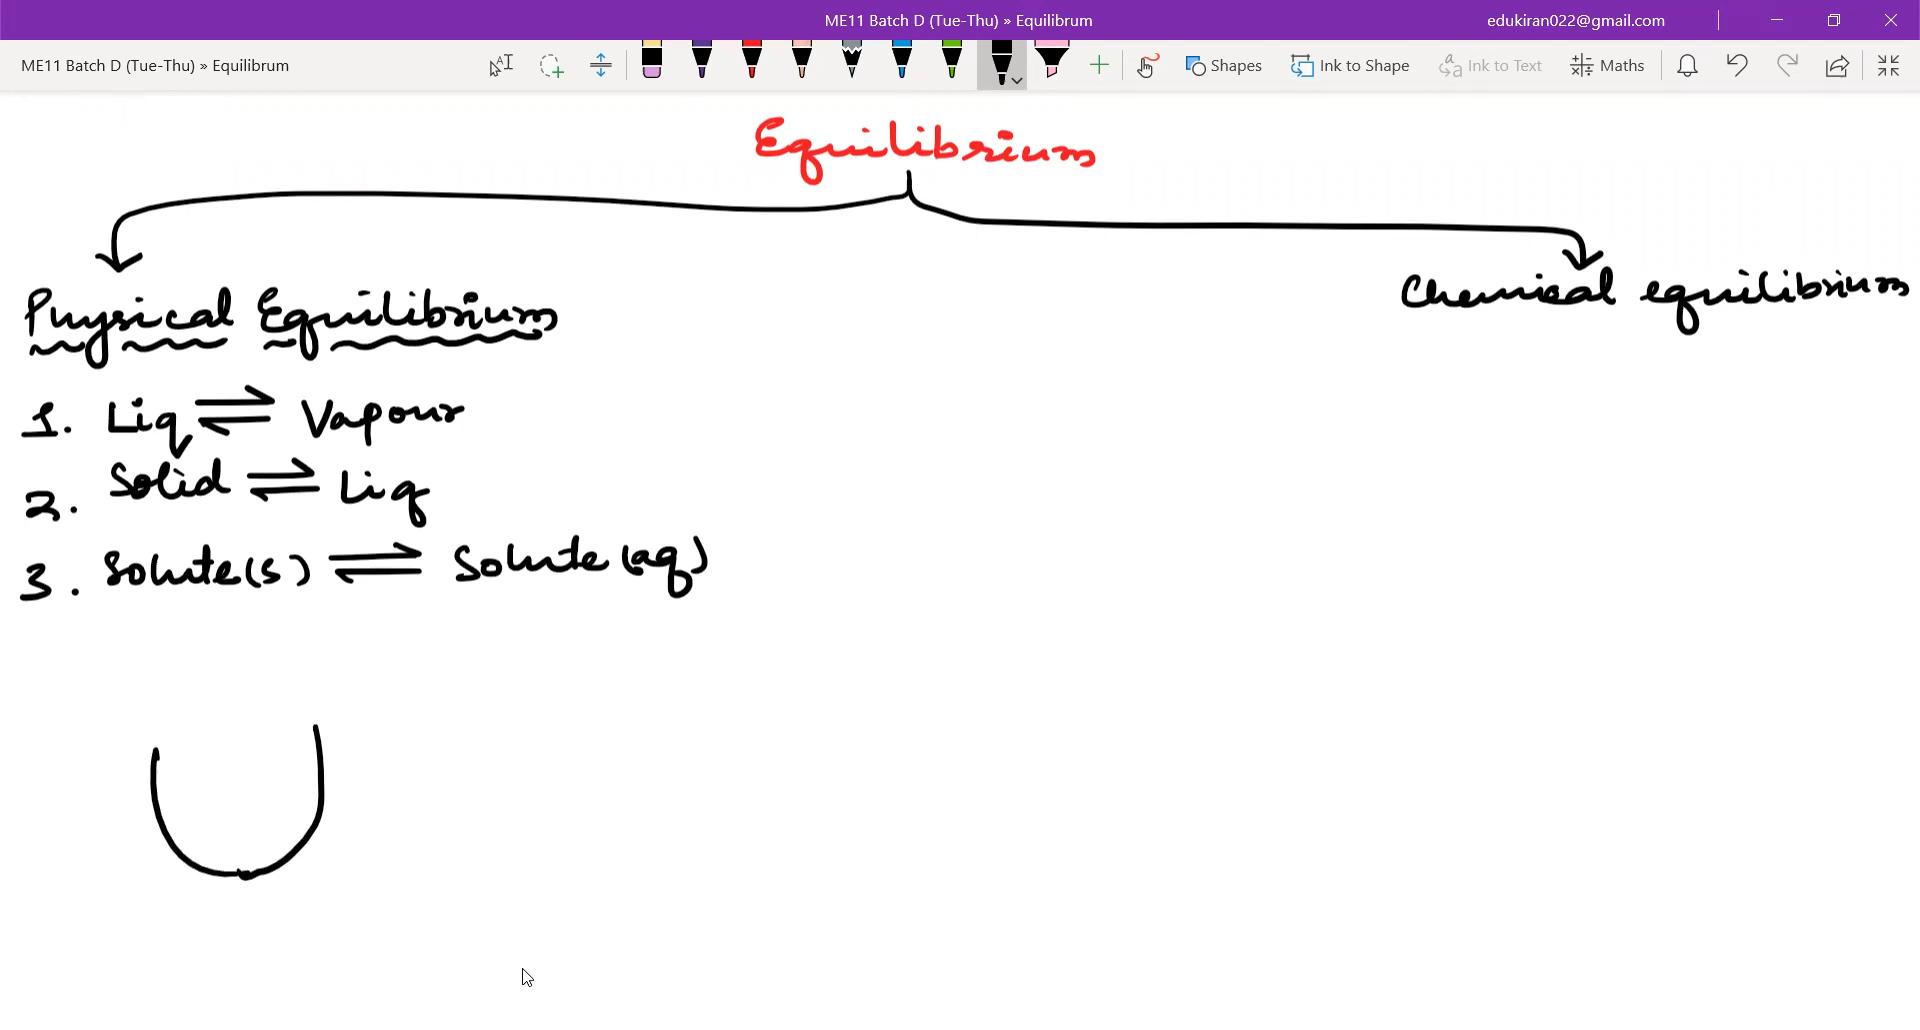 ME11 Batch D (Tue-Thu) » Equilibrum
edukiran022@gmail.com
ME11 Batch D (Tue-Thu) » Equilibrum
Shapes
Ink to Shape
Ink to Text
Maths
Equilibrium
Physical Equilibrium
Chemical equilibrium
1. Liq ⇌ Vapour
2. Solid ⇌ Liq
3. Solute(s) ⇌ Solute (aq)